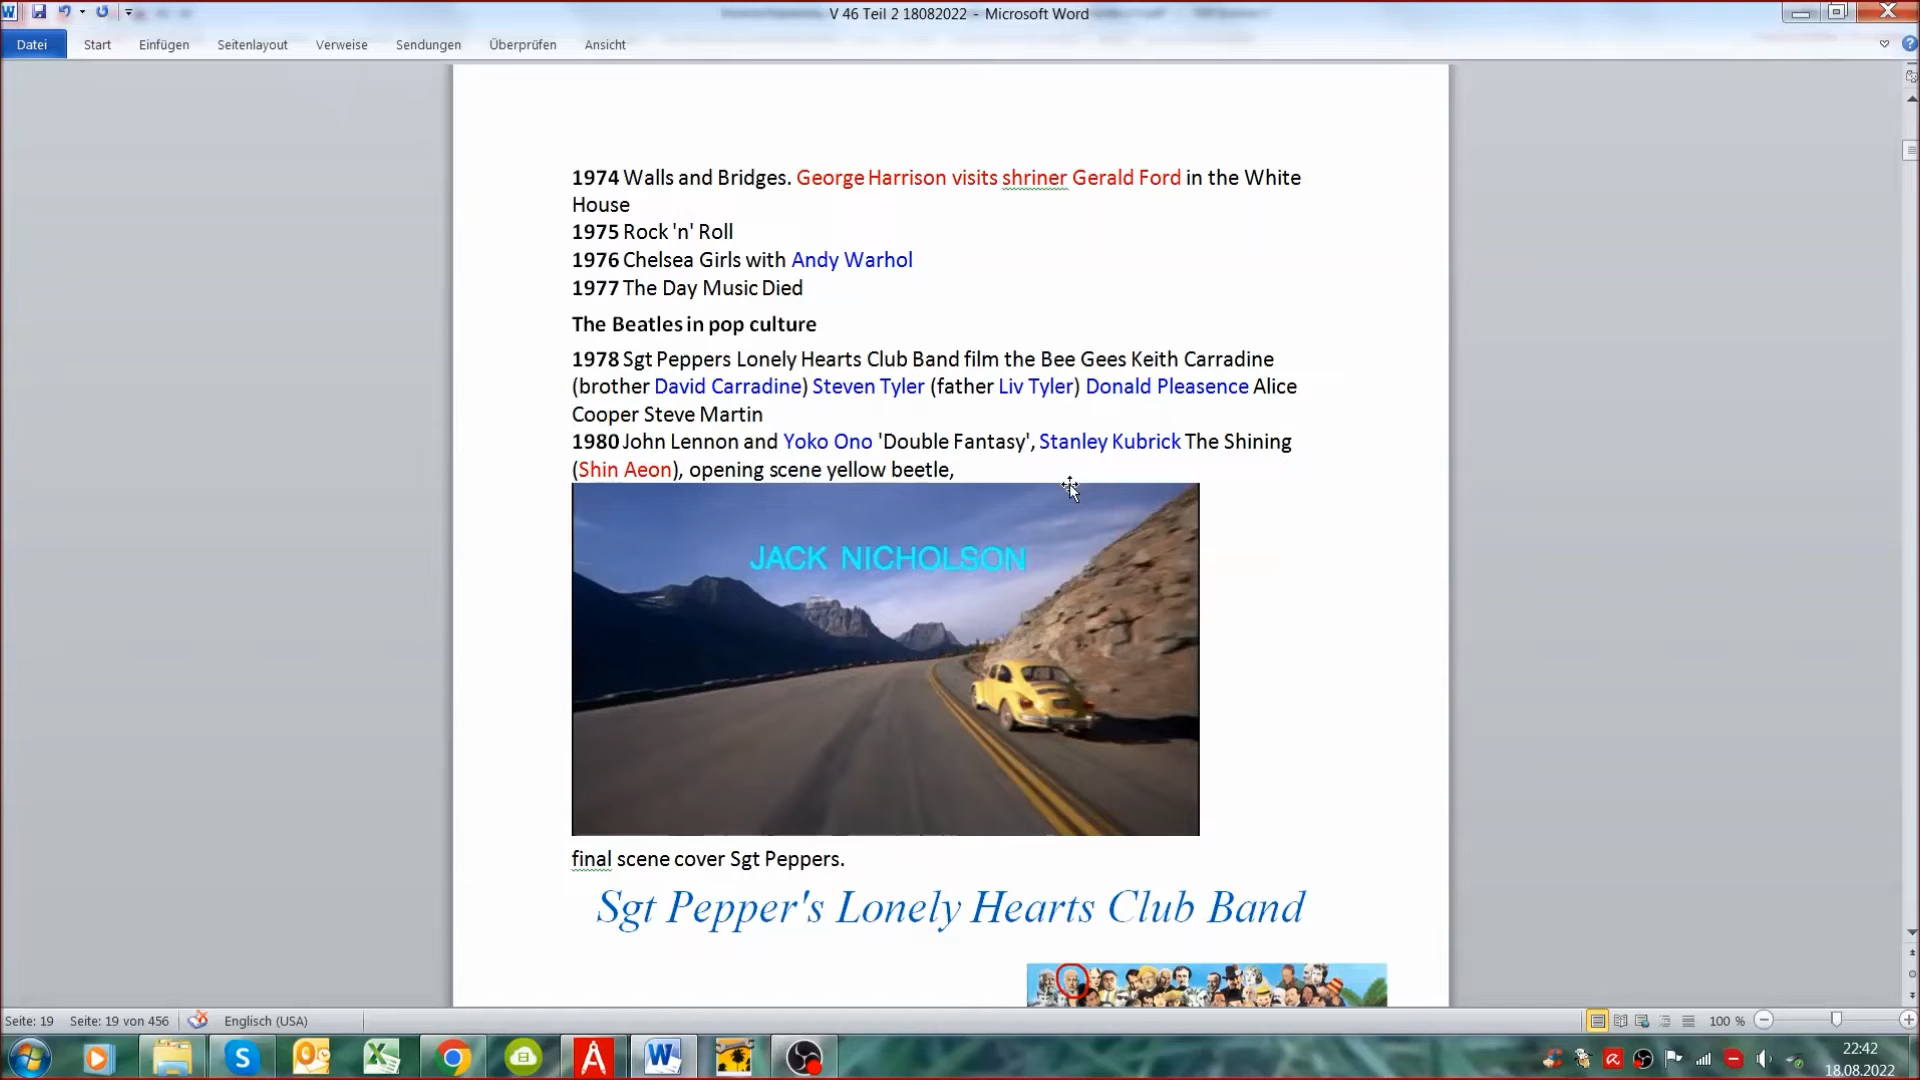 V 46 Teil 2 18082022 - Microsoft Word
Datei Start Einfügen Seitenlayout Verweise Sendungen Überprüfen Ansicht
1974 Walls and Bridges. George Harrison visits shriner Gerald Ford in the White
House
1975 Rock 'n' Roll
1976 Chelsea Girls with Andy Warhol
1977 The Day Music Died
The Beatles in pop culture
1978 Sgt Peppers Lonely Hearts Club Band film the Bee Gees Keith Carradine
(brother David Carradine) Steven Tyler (father Liv Tyler) Donald Pleasence Alice
Cooper Steve Martin
1980 John Lennon and Yoko Ono 'Double Fantasy', Stanley Kubrick The Shining
(Shin Aeon), opening scene yellow beetle,
JACK NICHOLSON
final scene cover Sgt Peppers.
Sgt Pepper's Lonely Hearts Club Band
Seite: 19 Seite: 19 von 456 Englisch (USA) 100 %
22:42
18.08.2022